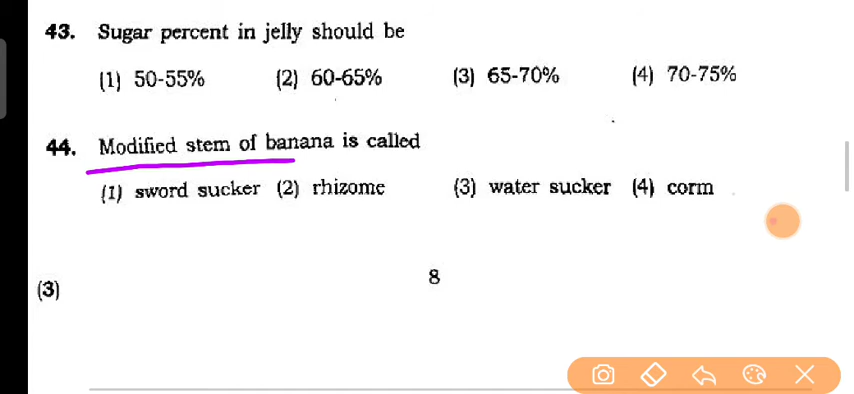 43. Sugar percent in jelly should be
(1) 50-55% (2) 60-65% (3) 65-70% (4) 70-75%
44. Modified stem of banana is called
(1) sword sucker (2) rhizome (3) water sucker (4) corm
8
(3)